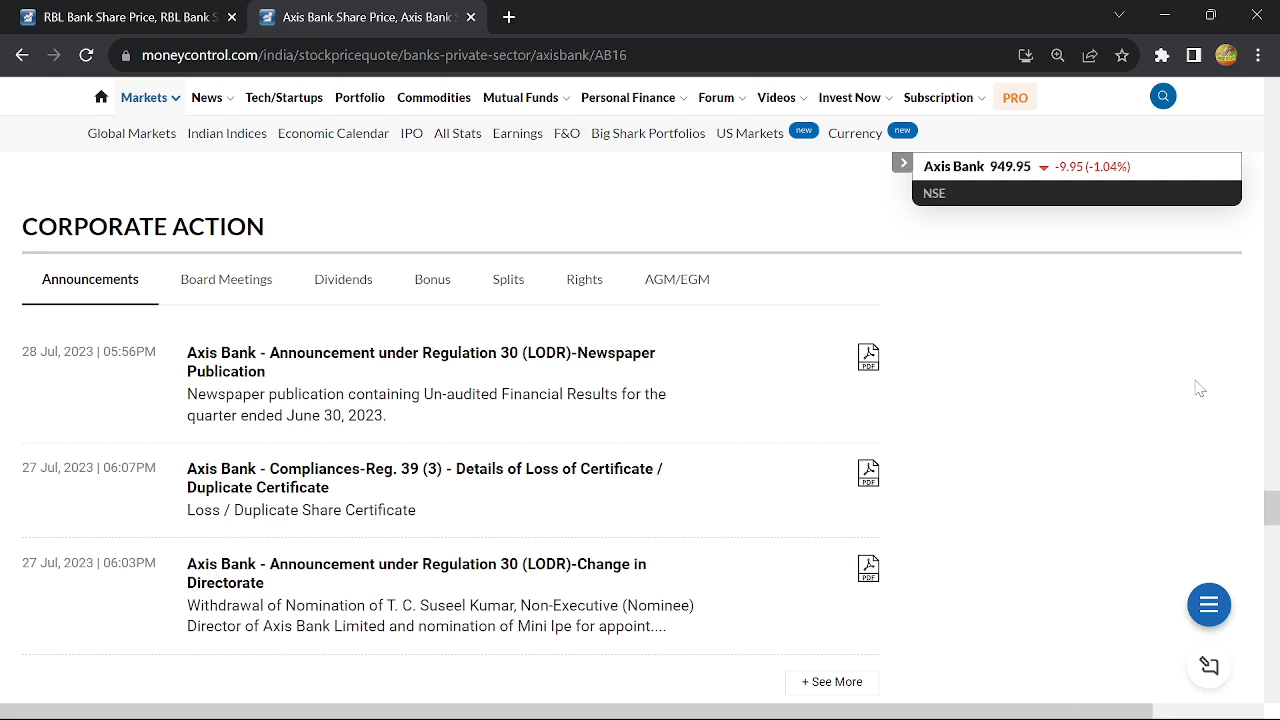 RBL Bank Share Price, RBL Bank S
Axis Bank Share Price, Axis Bank
moneycontrol.com/india/stockpricequote/banks-private-sector/axisbank/AB16
Markets News Tech/Startups Portfolio Commodities Mutual Funds Personal Finance Forum Videos Invest Now Subscription PRO
Global Markets Indian Indices Economic Calendar IPO All Stats Earnings F&O Big Shark Portfolios US Markets new Currency new
Axis Bank 949.95 -9.95 (-1.04%)
NSE
CORPORATE ACTION
Announcements Board Meetings Dividends Bonus Splits Rights AGM/EGM
28 Jul, 2023 | 05:56PM Axis Bank - Announcement under Regulation 30 (LODR)-Newspaper
Publication
PDF
Newspaper publication containing Un-audited Financial Results for the
quarter ended June 30, 2023.
27 Jul, 2023 | 06:07PM Axis Bank - Compliances-Reg. 39 (3) - Details of Loss of Certificate /
Duplicate Certificate
PDF
Loss / Duplicate Share Certificate
27 Jul, 2023 | 06:03PM Axis Bank - Announcement under Regulation 30 (LODR)-Change in
Directorate
PDF
Withdrawal of Nomination of T. C. Suseel Kumar, Non-Executive (Nominee)
Director of Axis Bank Limited and nomination of Mini Ipe for appoint....
+ See More